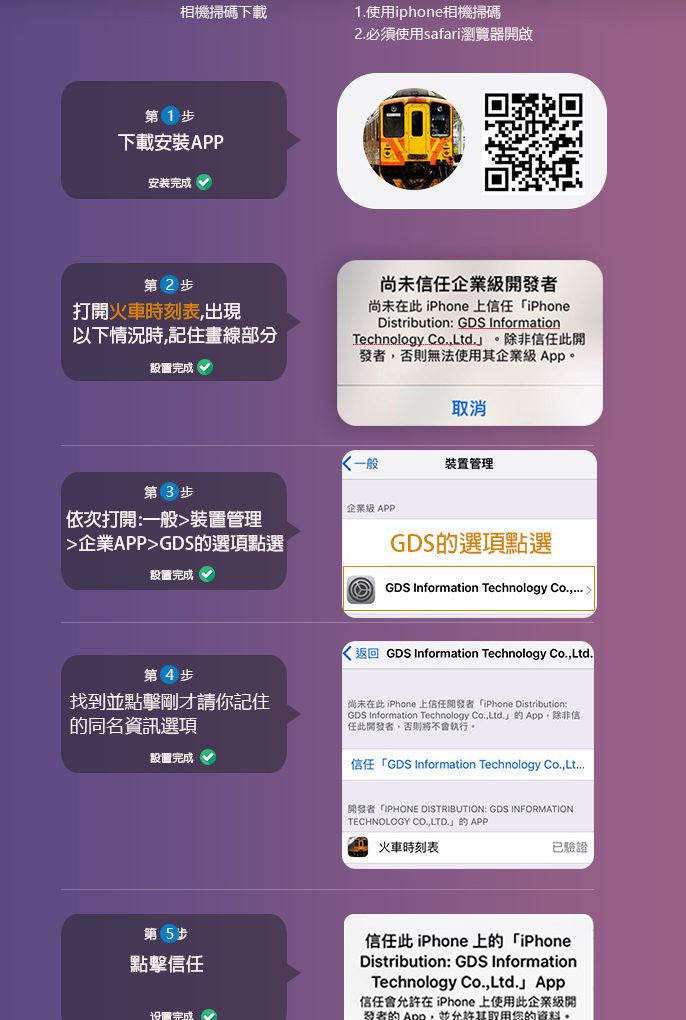 相機掃碼下載
1.使用iphone相機掃碼
2.必須使用safari瀏覽器開啟
第1步
下載安裝APP
安裝完成
第2步
打開火車時刻表,出現
以下情況時,記住畫線部分
設置完成
尚未信任企業級開發者
尚未在此 iPhone 上信任「iPhone
Distribution: GDS Information
Technology Co.,Ltd.」。除非信任此開
發者，否則無法使用其企業級 App。
取消
第3步
依次打開:一般>裝置管理
>企業APP>GDS的選項點選
設置完成
一般
裝置管理
企業級 APP
GDS的選項點選
GDS Information Technology Co.,...
第4步
找到並點擊剛才請你記住
的同名資訊選項
設置完成
返回 GDS Information Technology Co.,Ltd.
尚未在此 iPhone 上信任開發者「iPhone Distribution:
GDS Information Technology Co.,Ltd.」的 App，除非信
任此開發者，否則將不會執行。
信任「GDS Information Technology Co.,Lt...
開發者「IPHONE DISTRIBUTION: GDS INFORMATION
TECHNOLOGY CO.,LTD.」的 APP
火車時刻表
已驗證
第5步
點擊信任
设置完成
信任此 iPhone 上的「iPhone
Distribution: GDS Information
Technology Co.,Ltd.」App
信任會允許在 iPhone 上使用此企業級開
發者的 App，並允許其取用您的資料。